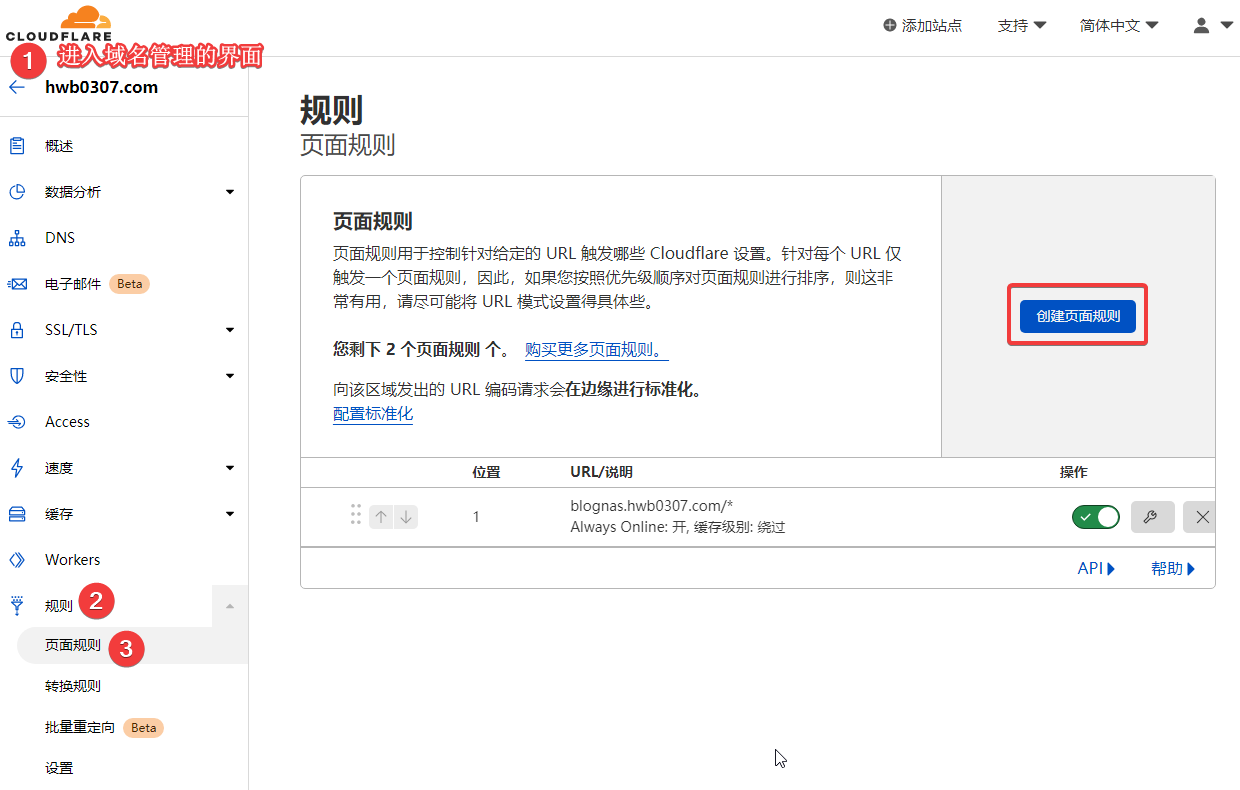 CLOUDFLARE
添加站点
支持
简体中文
1 进入域名管理的界面
hwb0307.com
概述
数据分析
DNS
电子邮件 Beta
SSL/TLS
安全性
Access
速度
缓存
Workers
规则 2
页面规则 3
转换规则
批量重定向 Beta
设置
规则
页面规则
页面规则
页面规则用于控制针对给定的 URL 触发哪些 Cloudflare 设置。针对每个 URL 仅
触发一个页面规则，因此，如果您按照优先级顺序对页面规则进行排序，则这非
常有用，请尽可能将 URL 模式设置得具体些。
您剩下 2 个页面规则 个。 购买更多页面规则。
向该区域发出的 URL 编码请求会在边缘进行标准化。
配置标准化
创建页面规则
位置 URL/说明 操作
1 blognas.hwb0307.com/*
Always Online: 开, 缓存级别: 绕过
API 帮助